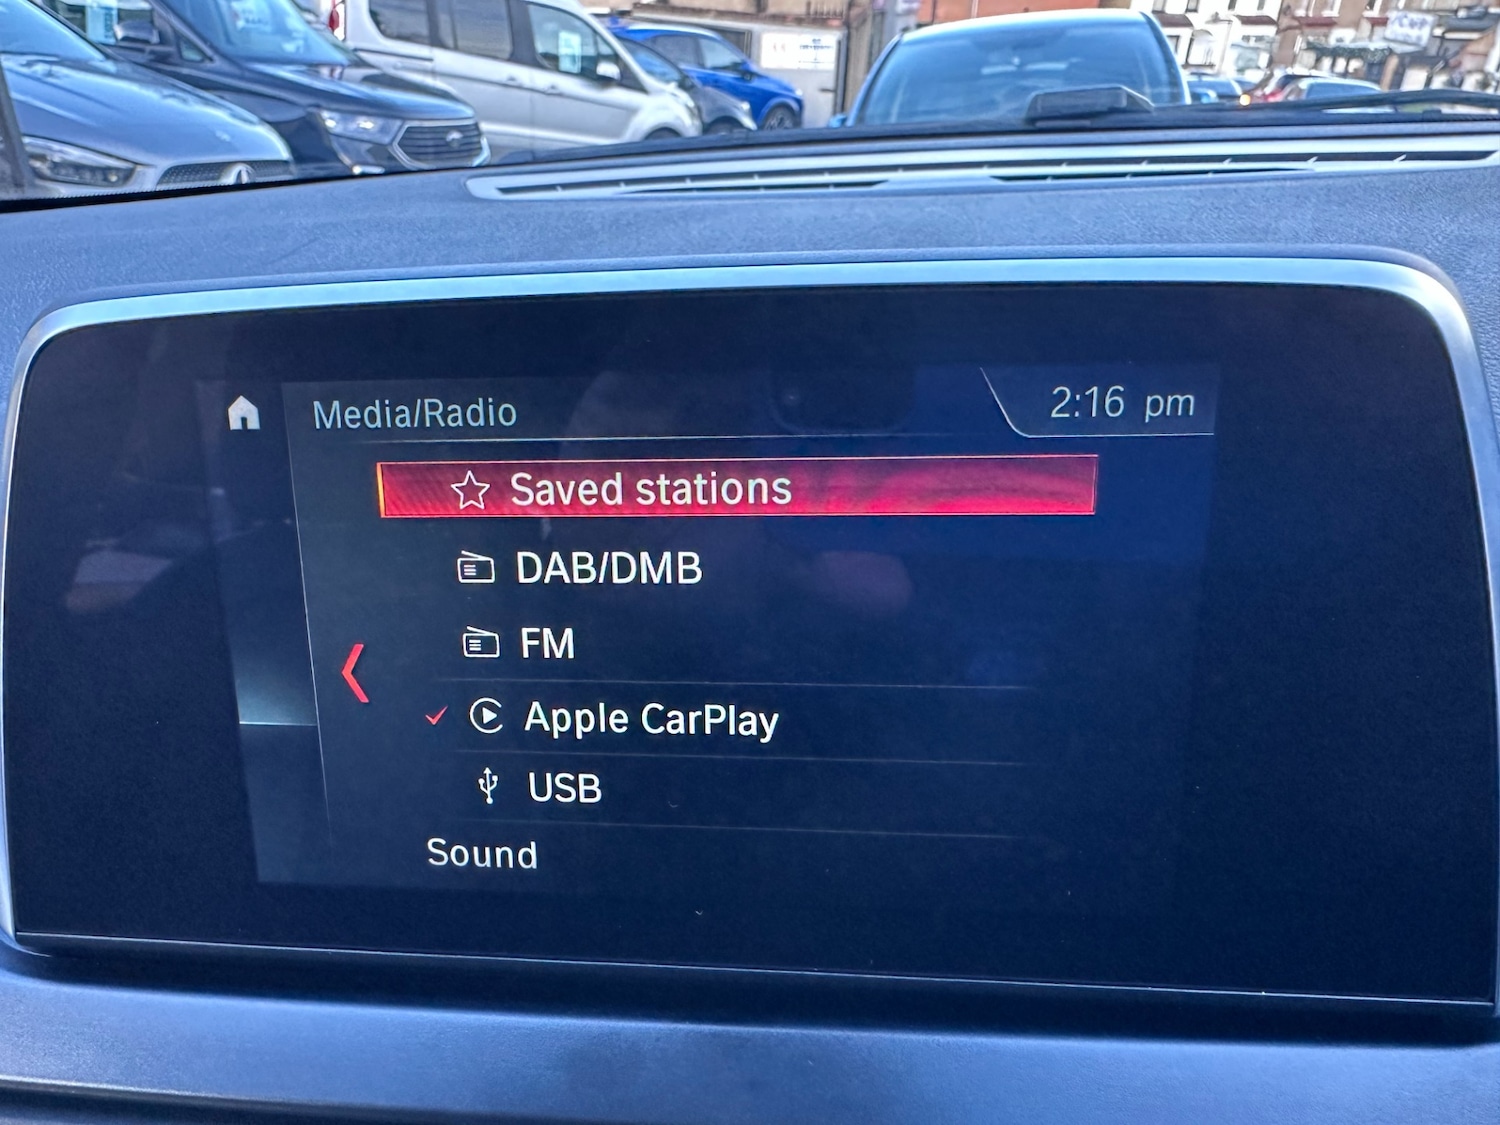 Media/Radio
2:16 pm
Saved stations
DAB/DMB
FM
Apple CarPlay
USB
Sound